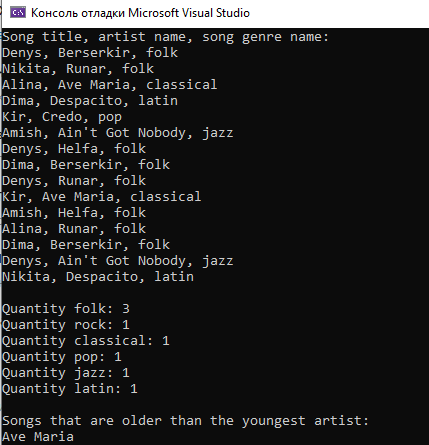 Консоль отладки Microsoft Visual Studio
Song title, artist name, song genre name:
Denys, Berserkir, folk
Nikita, Runar, folk
Alina, Ave Maria, classical
Dima, Despacito, latin
Kir, Credo, pop
Amish, Ain't Got Nobody, jazz
Denys, Helfa, folk
Dima, Berserkir, folk
Denys, Runar, folk
Kir, Ave Maria, classical
Amish, Helfa, folk
Alina, Runar, folk
Dima, Berserkir, folk
Denys, Ain't Got Nobody, jazz
Nikita, Despacito, latin
Quantity folk: 3
Quantity rock: 1
Quantity classical: 1
Quantity pop: 1
Quantity jazz: 1
Quantity latin: 1
Songs that are older than the youngest artist:
Ave Maria